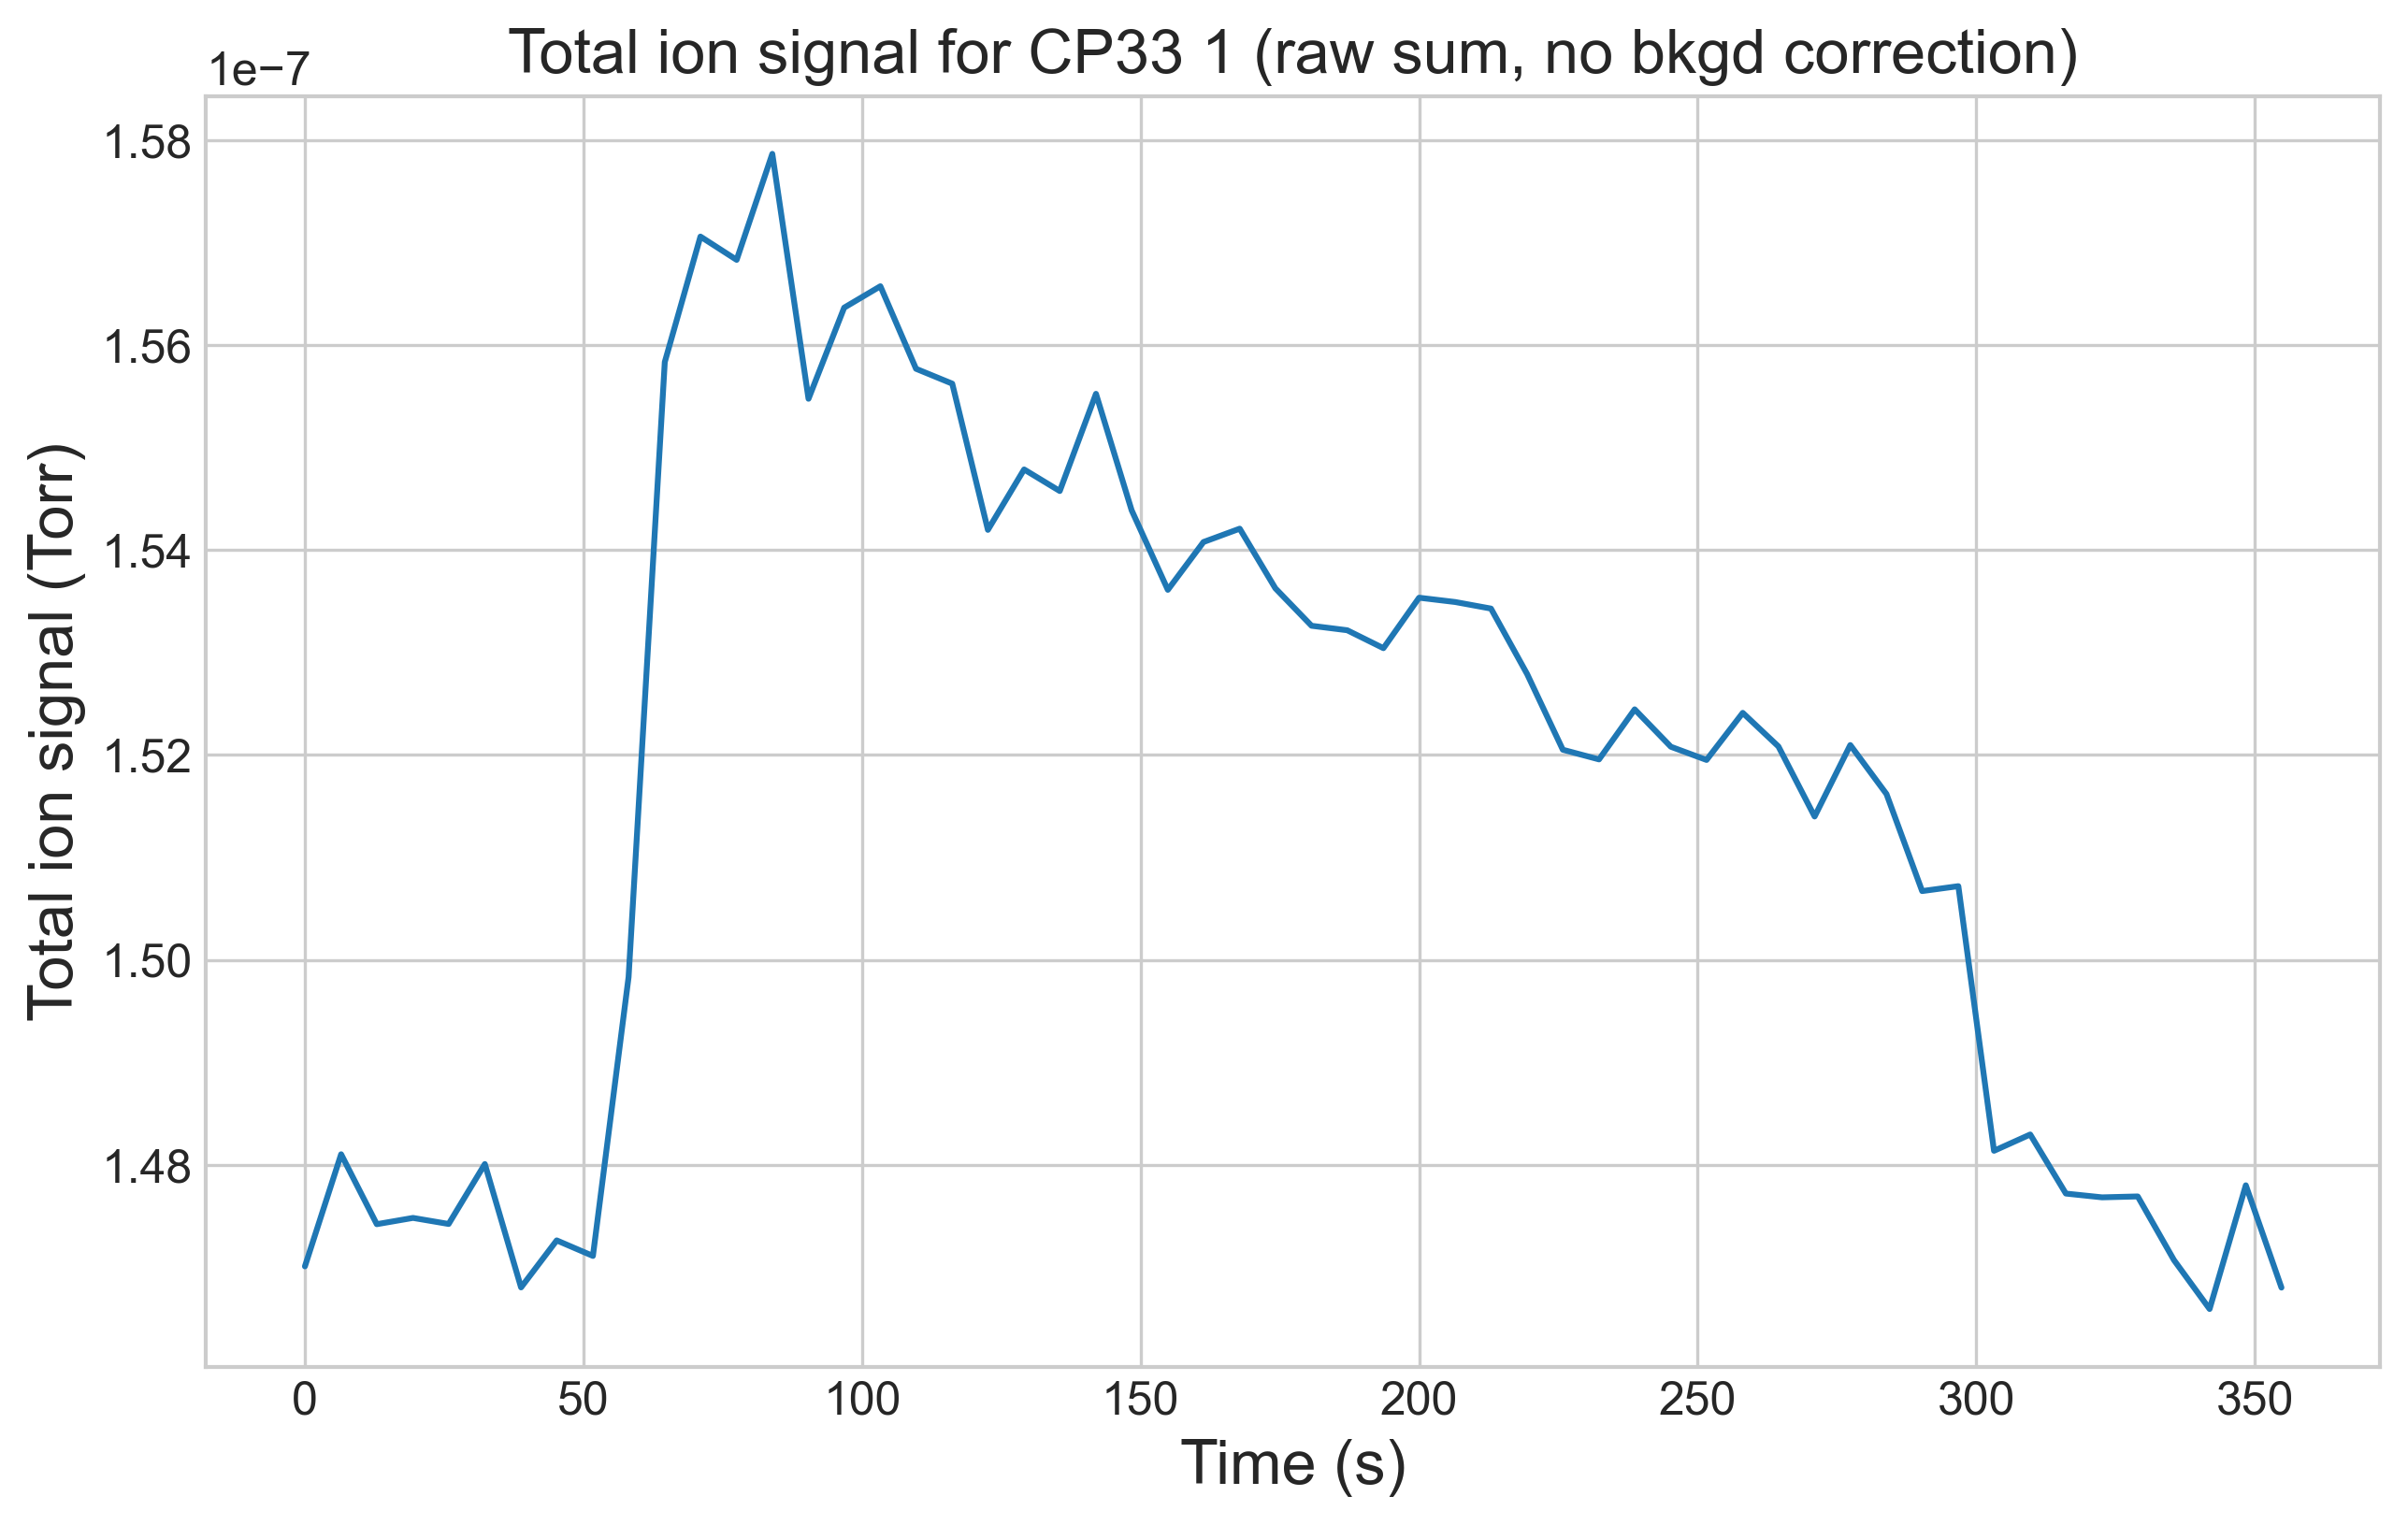 Total ion signal for CP33 1 (raw sum, no bkgd correction)
1e−7
1.58
1.56
1.54
1.52
1.50
1.48
Total ion signal (Torr)
0 50 100 150 200 250 300 350
Time (s)